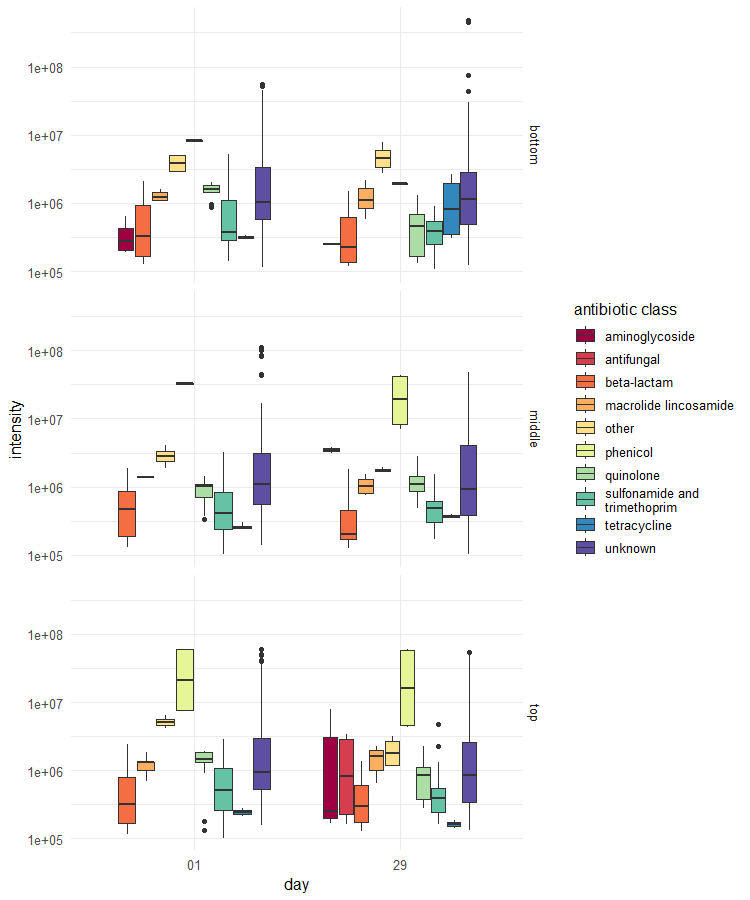 1e+08
1e+07
1e+06
1e+05
bottom
1e+08
1e+07
1e+06
1e+05
middle
1e+08
1e+07
1e+06
1e+05
top
intensity
01
29
day
antibiotic class
aminoglycoside
antifungal
beta-lactam
macrolide lincosamide
other
phenicol
quinolone
sulfonamide and
trimethoprim
tetracycline
unknown